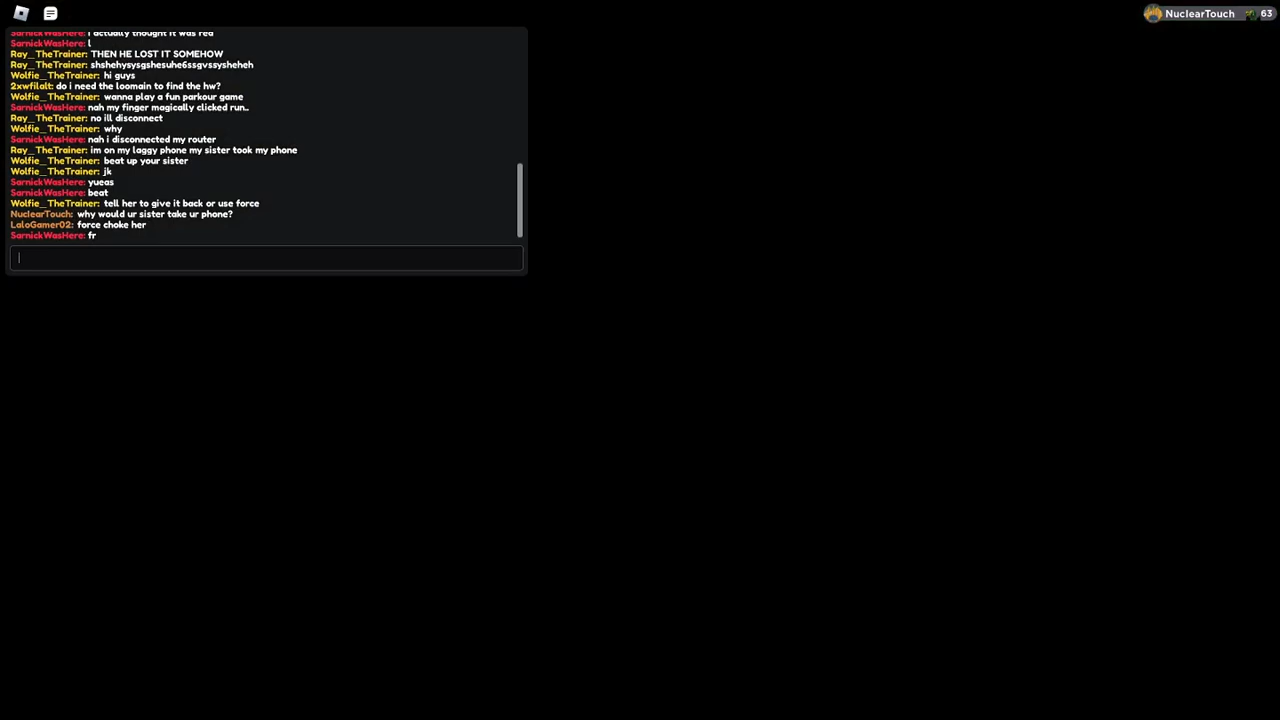 NuclearTouch 63
SarnickWasHere: i actually thought it was red
SarnickWasHere: l
Ray_TheTrainer: THEN HE LOST IT SOMEHOW
Ray_TheTrainer: shshehysysgshesuhe6ssgvssysheheh
Wolfie_TheTrainer: hi guys
2xwfilalt: do i need the loomain to find the hw?
Wolfie_TheTrainer: wanna play a fun parkour game
SarnickWasHere: nah my finger magically clicked run..
Ray_TheTrainer: no ill disconnect
Wolfie_TheTrainer: why
SarnickWasHere: nah i disconnected my router
Ray_TheTrainer: im on my laggy phone my sister took my phone
Wolfie_TheTrainer: beat up your sister
Wolfie_TheTrainer: jk
SarnickWasHere: yueas
SarnickWasHere: beat
Wolfie_TheTrainer: tell her to give it back or use force
NuclearTouch: why would ur sister take ur phone?
LaloGamer02: force choke her
SarnickWasHere: fr